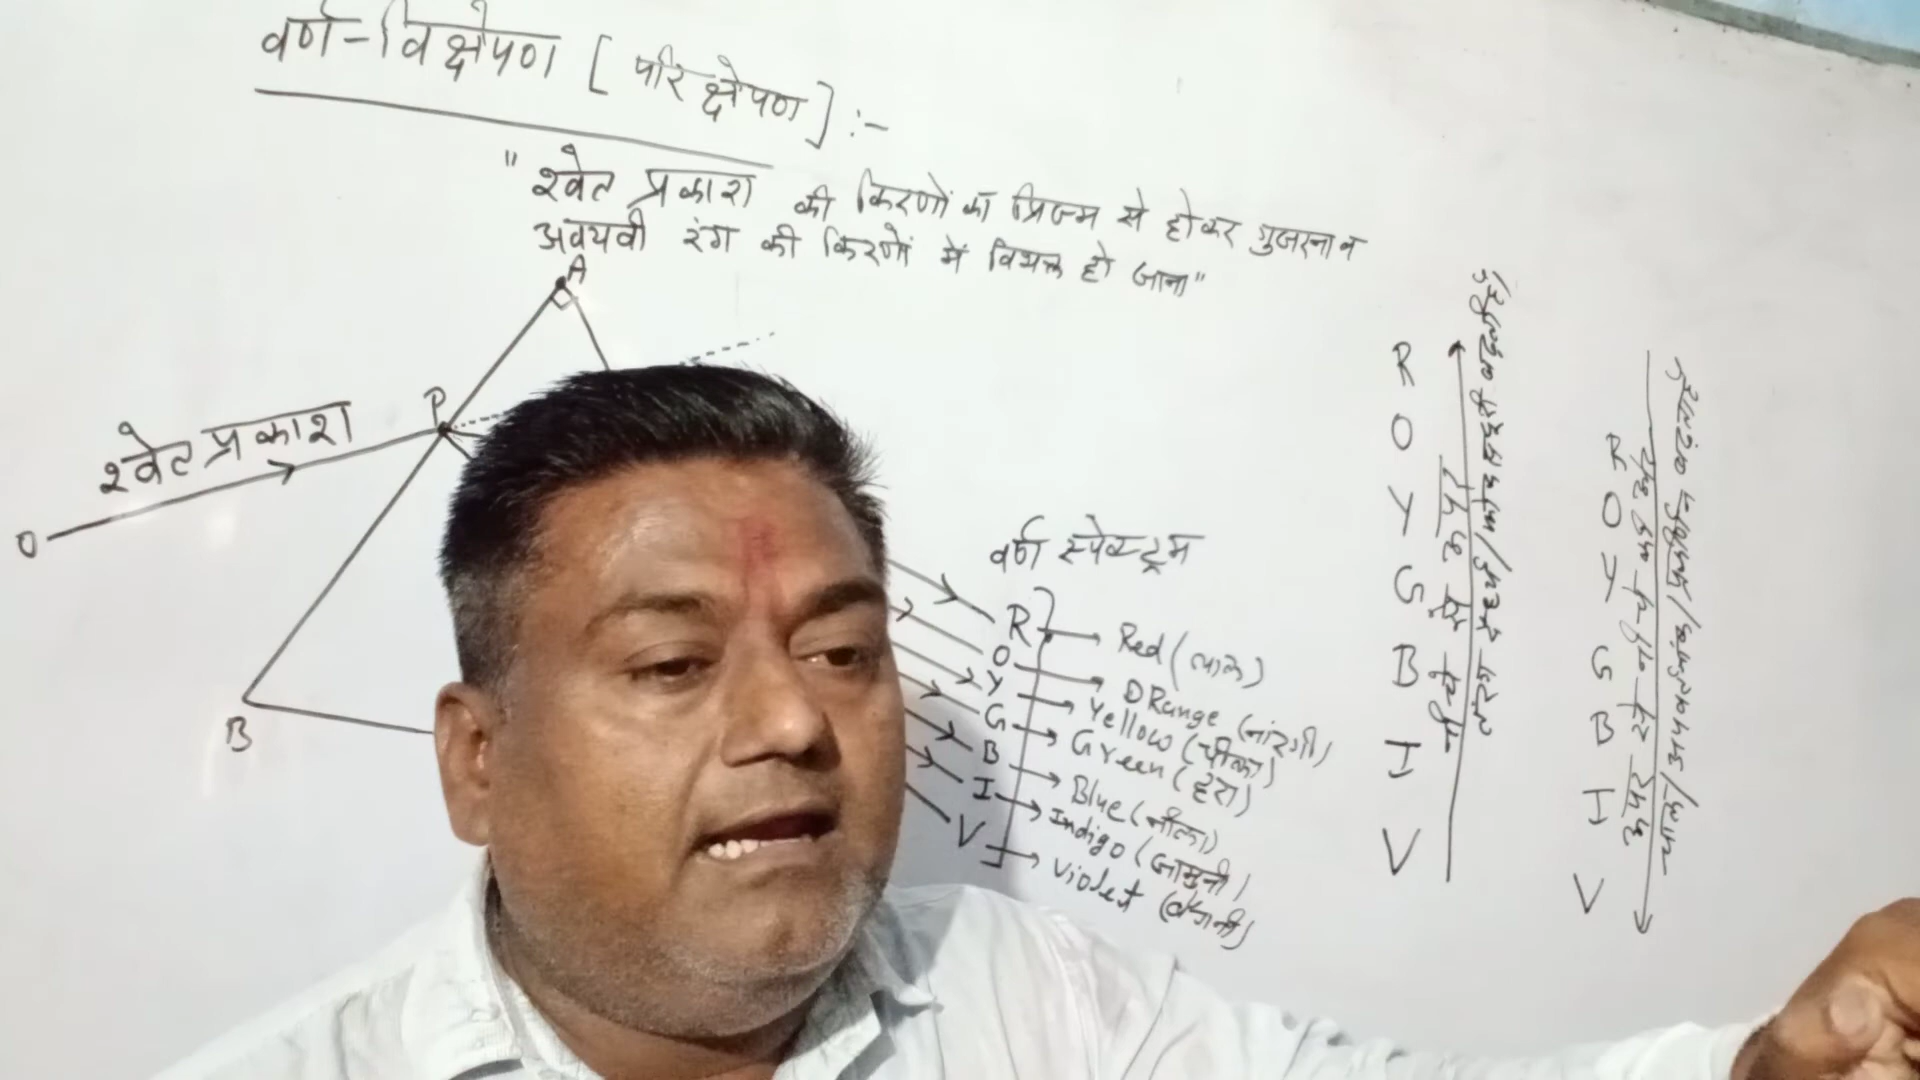 वर्ण-विक्षेपण [ परिक्षेपण ] :-
" श्वेत प्रकाश की किरणों का प्रिज्म से होकर गुजरना व
अवयवी रंग की किरणों में विभक्त हो जाना"
A
P
श्वेत प्रकाश
O
B
वर्ण स्पेक्ट्रम
R → Red (लाल)
O → ORange (नारंगी)
Y → Yellow (पीला)
G → Green (हरा)
B → Blue (नीला)
I → Indigo (जामुनी)
V → Violet (बैंगनी)
R
O
Y
G
B
I
V
R
O
Y
G
B
I
V